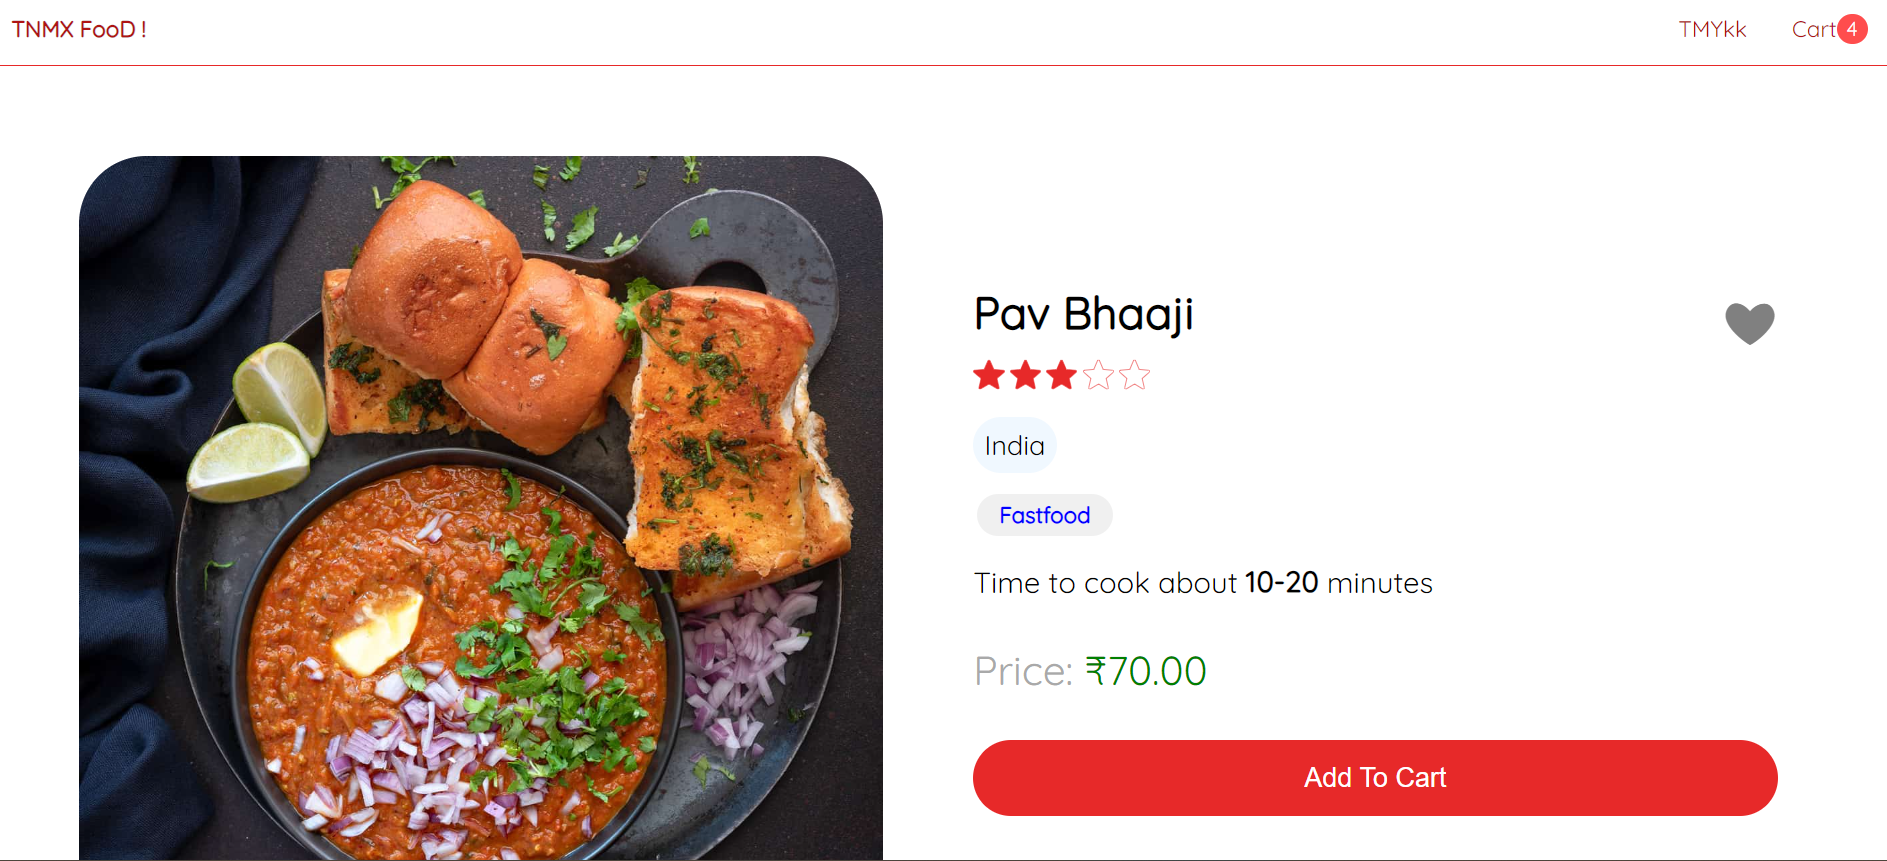 TNMX FooD !
TMYkk
Cart 4
Pav Bhaaji
India
Fastfood
Time to cook about 10-20 minutes
Price: ₹70.00
Add To Cart